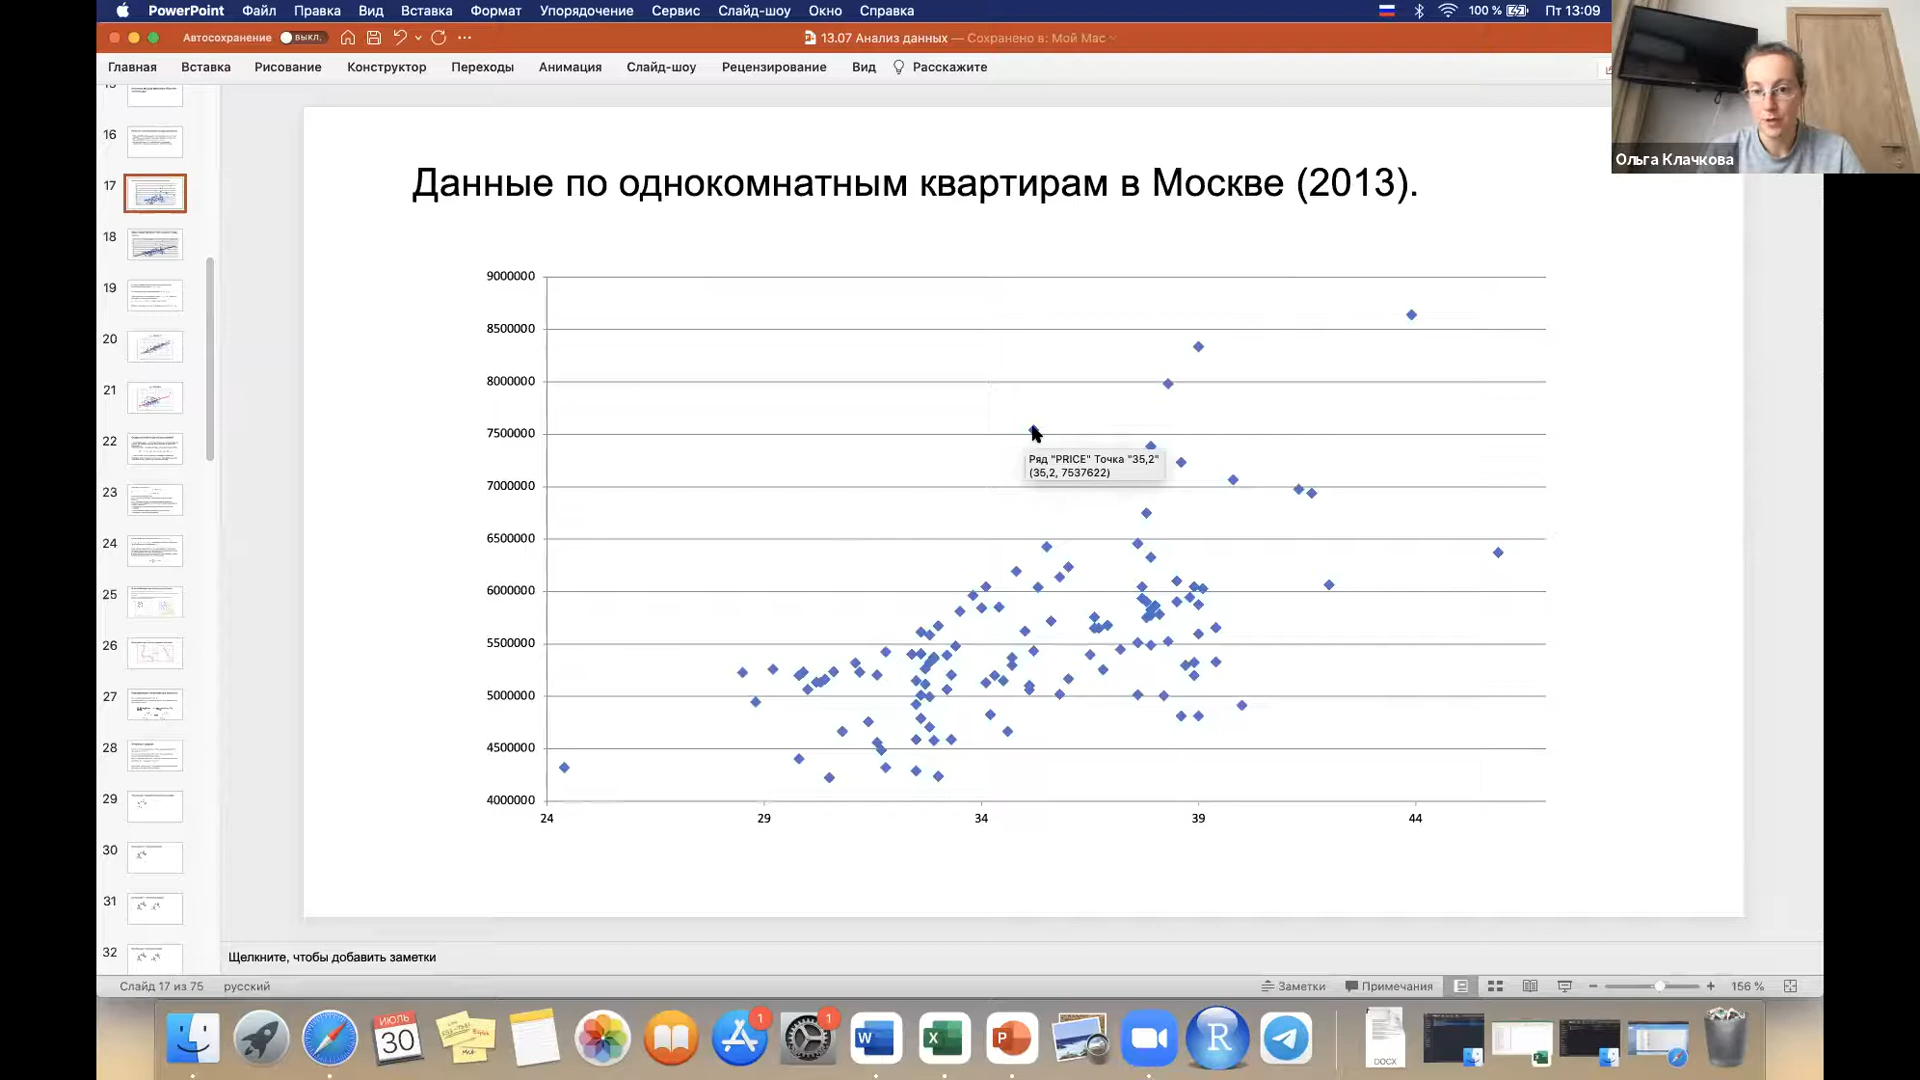 PowerPoint Файл Правка Вид Вставка Формат Упорядочение Сервис Слайд-шоу Окно Справка 100 % Пт 13:09
Автосохранение ВЫКЛ. 13.07 Анализ данных — Сохранено в: Мой Mac
Главная Вставка Рисование Конструктор Переходы Анимация Слайд-шоу Рецензирование Вид Расскажите
Ольга Клачкова
Данные по однокомнатным квартирам в Москве (2013).
9000000
8500000
8000000
7500000
7000000
6500000
6000000
5500000
5000000
4500000
4000000
24 29 34 39 44
Ряд "PRICE" Точка "35,2"
(35,2, 7537622)
16
17
18
19
20
21
22
23
24
25
26
27
28
29
30
31
32
Щелкните, чтобы добавить заметки
Слайд 17 из 75 русский Заметки Примечания 156 %
ИЮЛЬ
30
1
1
W
X
P
R
DOCX